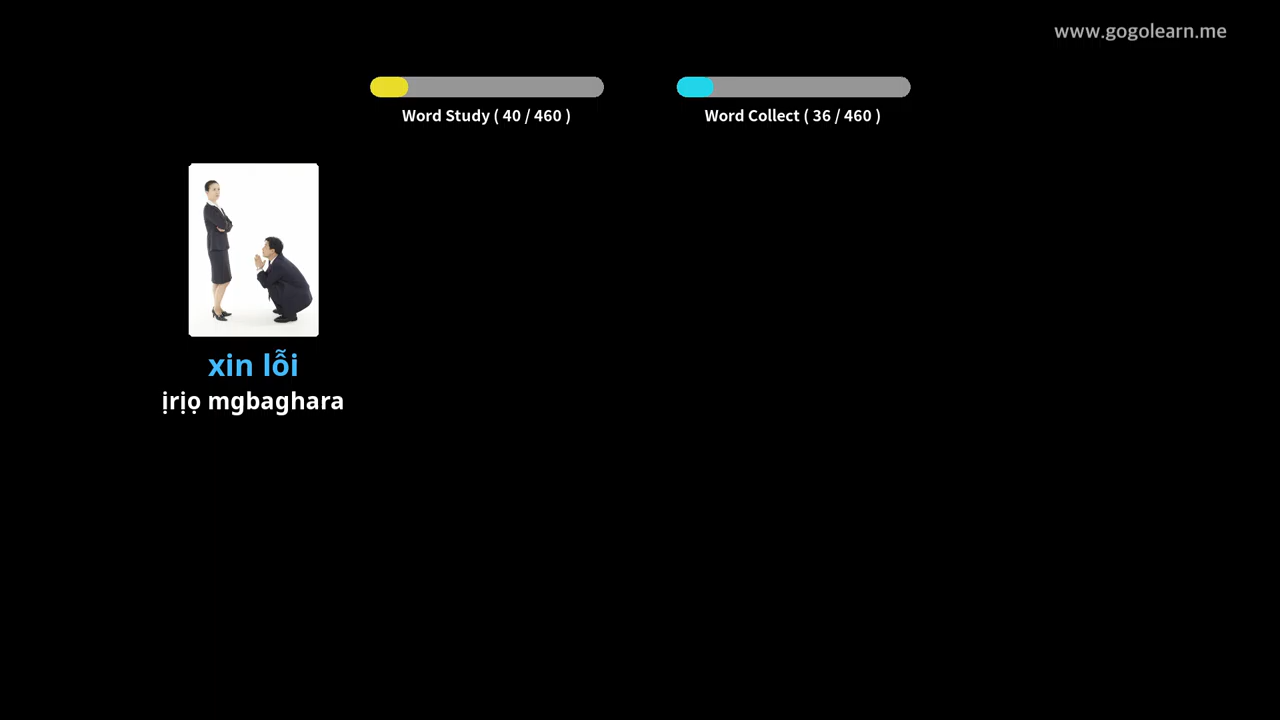 www.gogolearn.me
Word Study ( 40 / 460 )
Word Collect ( 36 / 460 )
xin lỗi
ịrịọ mgbaghara